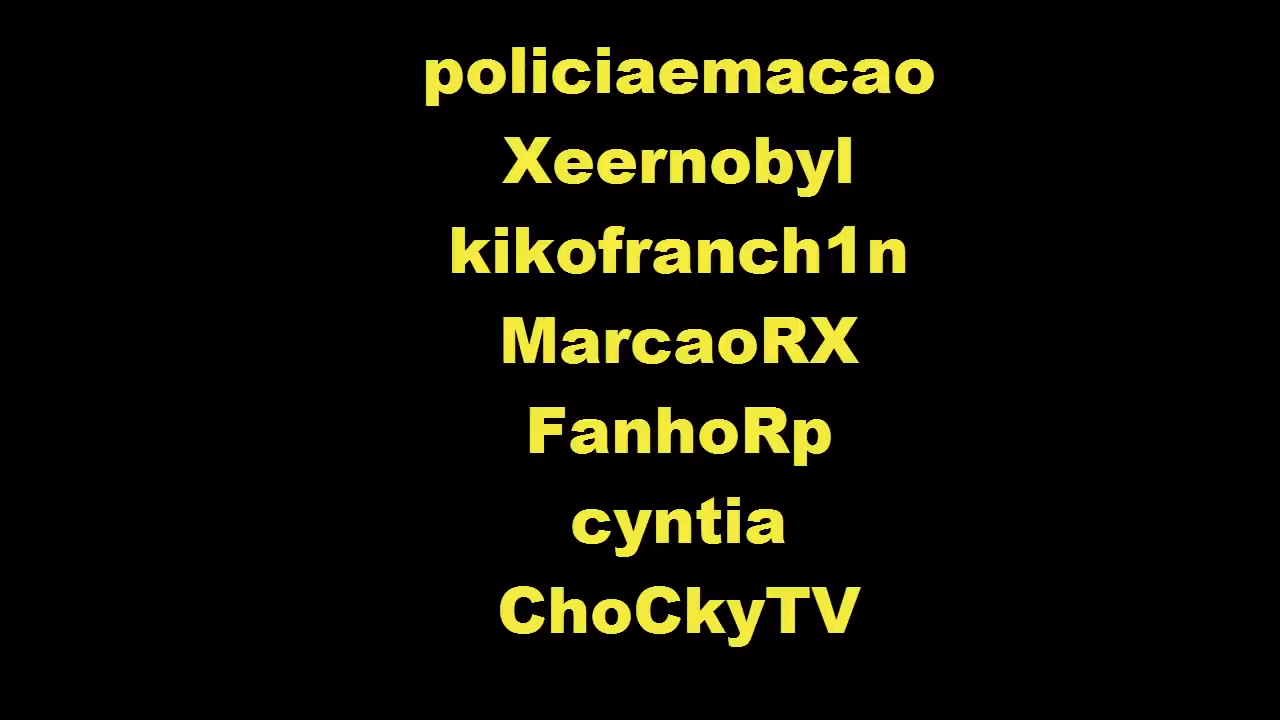 policiaemacao
Xeernobyl
kikofranch1n
MarcaoRX
FanhoRp
cyntia
ChoCkyTV